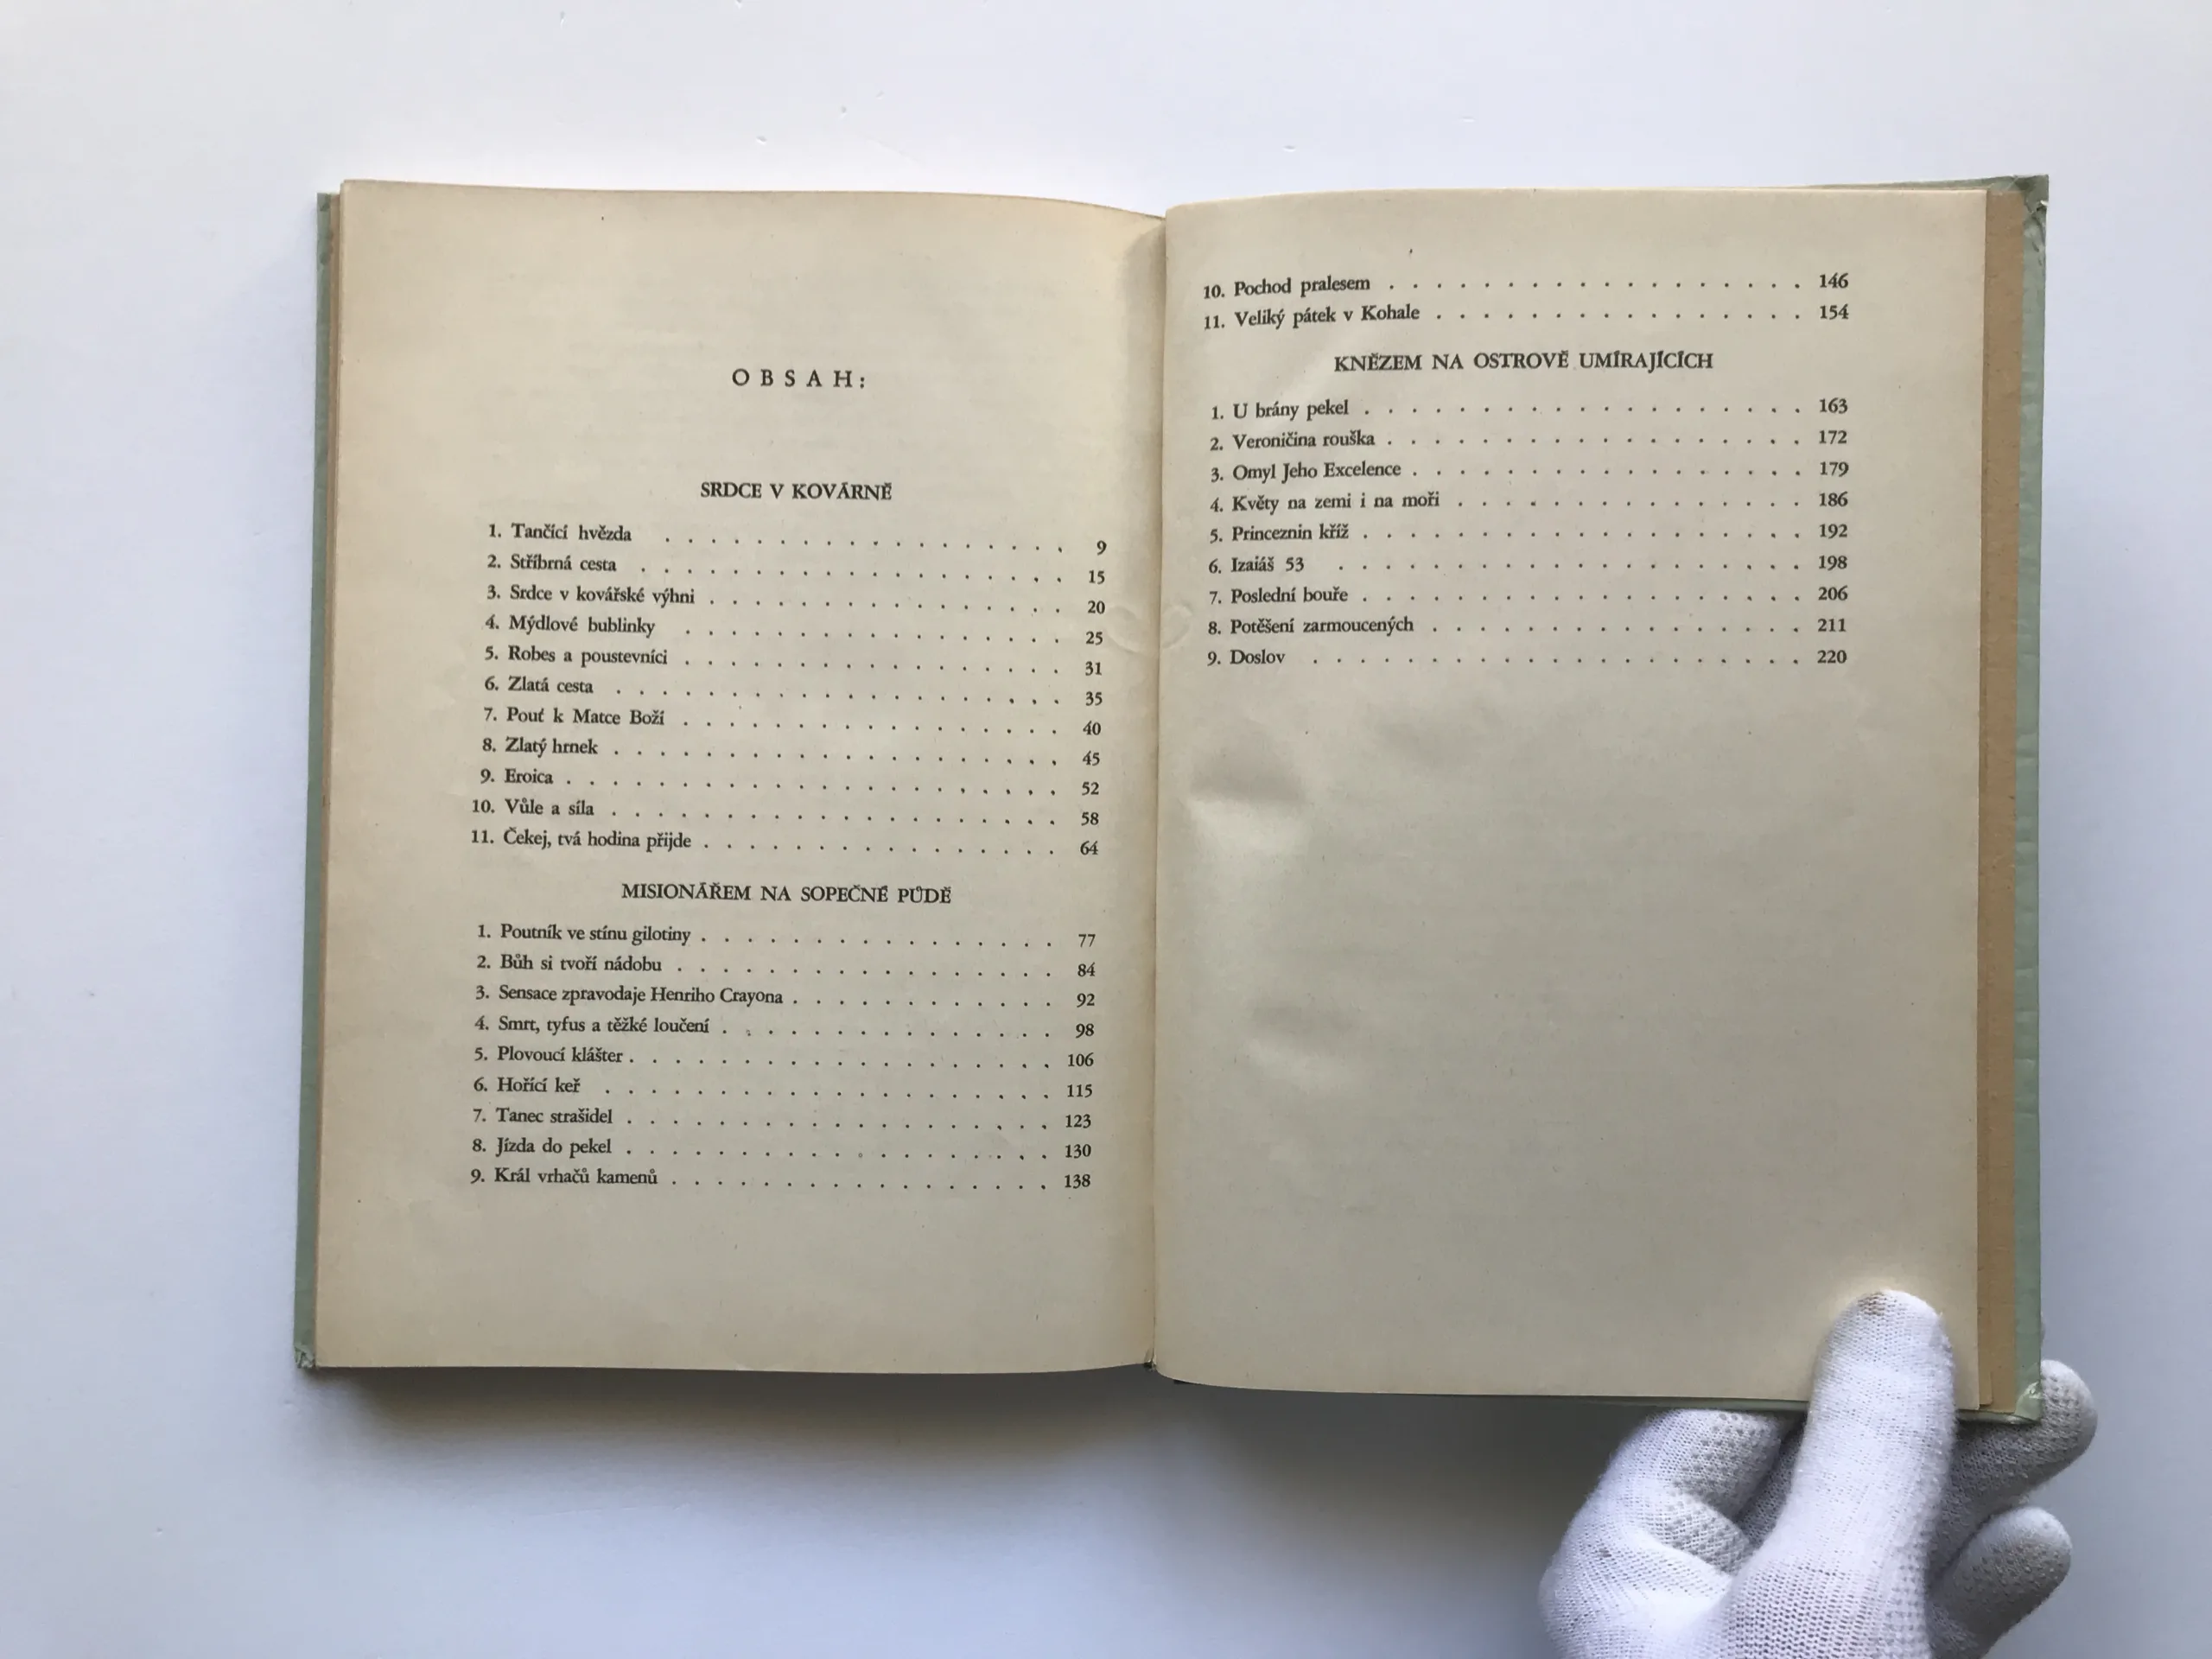 OBSAH:
SRDCE V KOVÁRNĚ
1. Tančící hvězda . . . . . . . . . . . . . . . . . . 9
2. Stříbrná cesta . . . . . . . . . . . . . . . . . . . 15
3. Srdce v kovářské výhni . . . . . . . . . . . . . . . . 20
4. Mýdlové bublinky . . . . . . . . . . . . . . . . . 25
5. Robes a poustevníci . . . . . . . . . . . . . . . . . 31
6. Zlatá cesta . . . . . . . . . . . . . . . . . . . . 35
7. Pouť k Matce Boží . . . . . . . . . . . . . . . . . 40
8. Zlatý hrnek . . . . . . . . . . . . . . . . . . . . 45
9. Eroica . . . . . . . . . . . . . . . . . . . . . . 52
10. Vůle a síla . . . . . . . . . . . . . . . . . . . . 58
11. Čekej, tvá hodina přijde . . . . . . . . . . . . . . . . 64
MISIONÁŘEM NA SOPEČNÉ PŮDĚ
1. Poutník ve stínu gilotiny . . . . . . . . . . . . . . . . 77
2. Bůh si tvoří nádobu . . . . . . . . . . . . . . . . . 84
3. Sensace zpravodaje Henriho Crayona . . . . . . . . . . . . 92
4. Smrt, tyfus a těžké loučení . . . . . . . . . . . . . . . 98
5. Plovoucí klášter . . . . . . . . . . . . . . . . . . . 106
6. Hořící keř . . . . . . . . . . . . . . . . . . . . 115
7. Tanec strašidel . . . . . . . . . . . . . . . . . . . 123
8. Jízda do pekel . . . . . . . . . . . . . . . . . . . 130
9. Král vrhačů kamenů . . . . . . . . . . . . . . . . . 138
10. Pochod pralesem . . . . . . . . . . . . . . . . . . 146
11. Veliký pátek v Kohale . . . . . . . . . . . . . . . . 154
KNĚZEM NA OSTROVĚ UMÍRAJÍCÍCH
1. U brány pekel . . . . . . . . . . . . . . . . . . . 163
2. Veroničina rouška . . . . . . . . . . . . . . . . . . 172
3. Omyl Jeho Excelence . . . . . . . . . . . . . . . . . 179
4. Květy na zemi i na moři . . . . . . . . . . . . . . . 186
5. Princeznin kříž . . . . . . . . . . . . . . . . . . . 192
6. Izaiáš 53 . . . . . . . . . . . . . . . . . . . . 198
7. Poslední bouře . . . . . . . . . . . . . . . . . . . 206
8. Potěšení zarmoucených . . . . . . . . . . . . . . . . 211
9. Doslov . . . . . . . . . . . . . . . . . . . . . 220